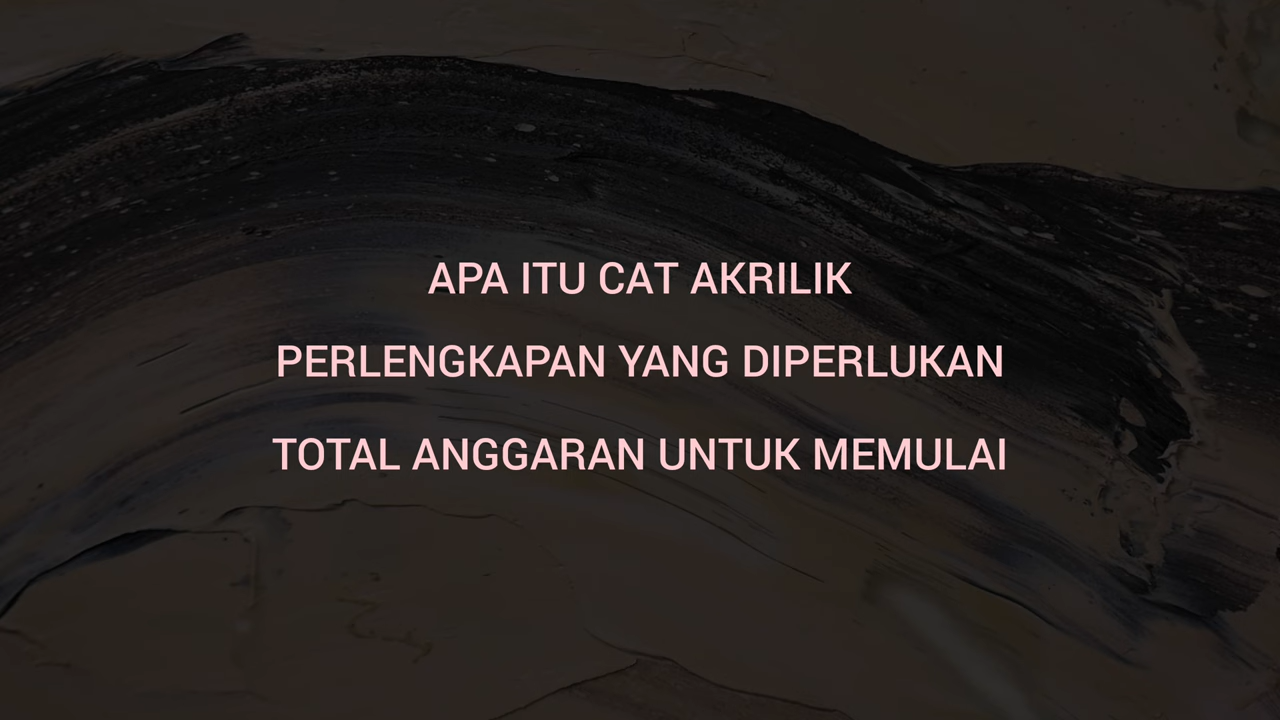 APA ITU CAT AKRILIK
PERLENGKAPAN YANG DIPERLUKAN
TOTAL ANGGARAN UNTUK MEMULAI